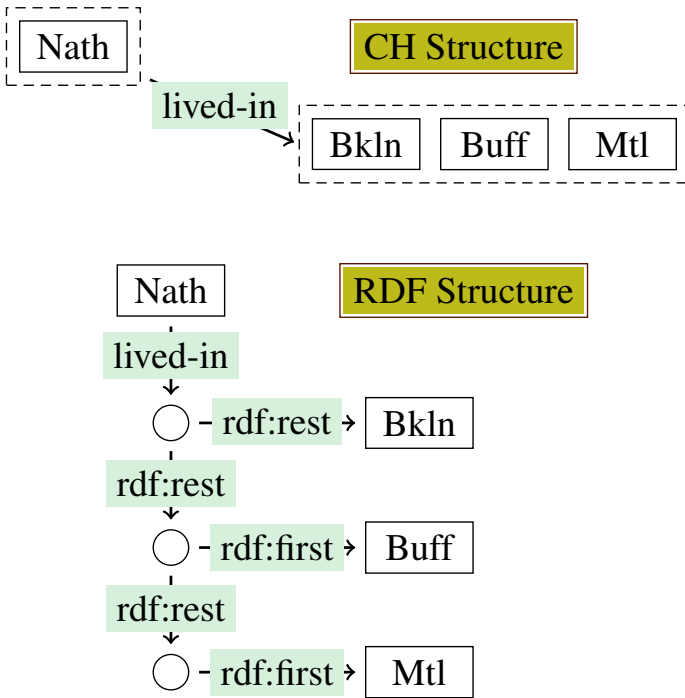 Nath
CH Structure
lived-in
Bkln Buff Mtl
Nath
RDF Structure
lived-in
rdf:rest Bkln
rdf:rest
rdf:first Buff
rdf:rest
rdf:first Mtl